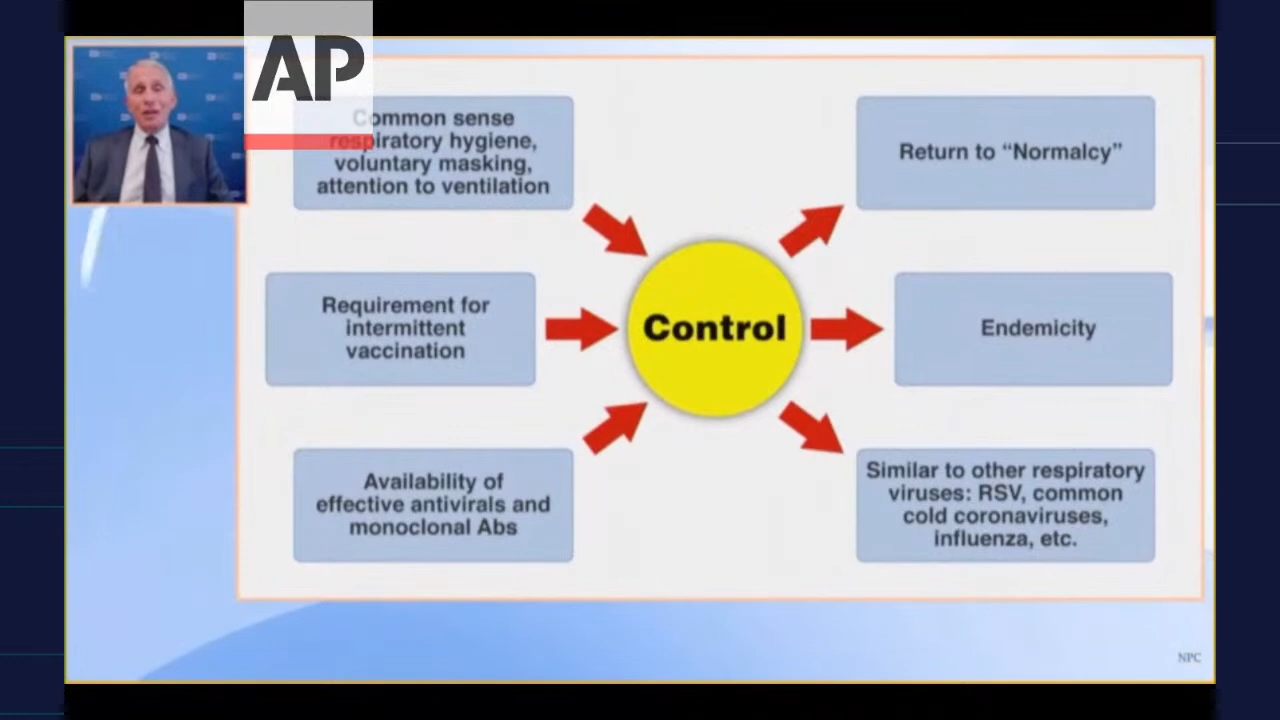 AP
Common sense
respiratory hygiene,
voluntary masking,
attention to ventilation
Requirement for
intermittent
vaccination
Availability of
effective antivirals and
monoclonal Abs
Control
Return to “Normalcy”
Endemicity
Similar to other respiratory
viruses: RSV, common
cold coronaviruses,
influenza, etc.
NPC